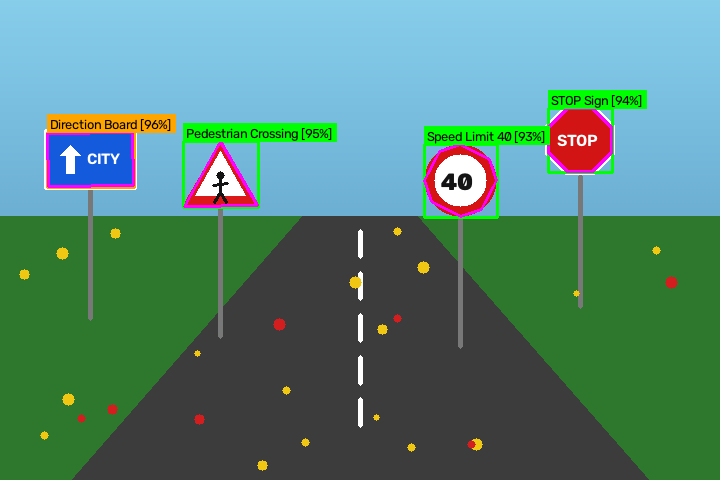 STOP Sign [94%]
Direction Board [96%]
Pedestrian Crossing [95%]
Speed Limit 40 [93%]
STOP
CITY
40